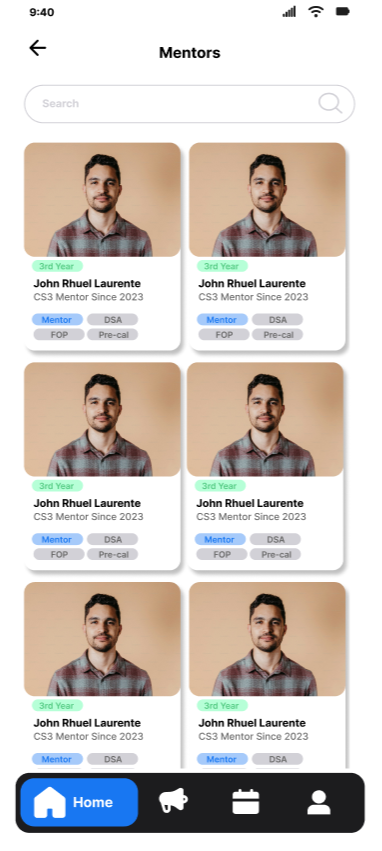 9:40
Mentors
Search
3rd Year
John Rhuel Laurente
CS3 Mentor Since 2023
Mentor DSA
FOP Pre-cal
3rd Year
John Rhuel Laurente
CS3 Mentor Since 2023
Mentor DSA
FOP Pre-cal
3rd Year
John Rhuel Laurente
CS3 Mentor Since 2023
Mentor DSA
FOP Pre-cal
3rd Year
John Rhuel Laurente
CS3 Mentor Since 2023
Mentor DSA
FOP Pre-cal
3rd Year
John Rhuel Laurente
CS3 Mentor Since 2023
Mentor DSA
3rd Year
John Rhuel Laurente
CS3 Mentor Since 2023
Mentor DSA
Home